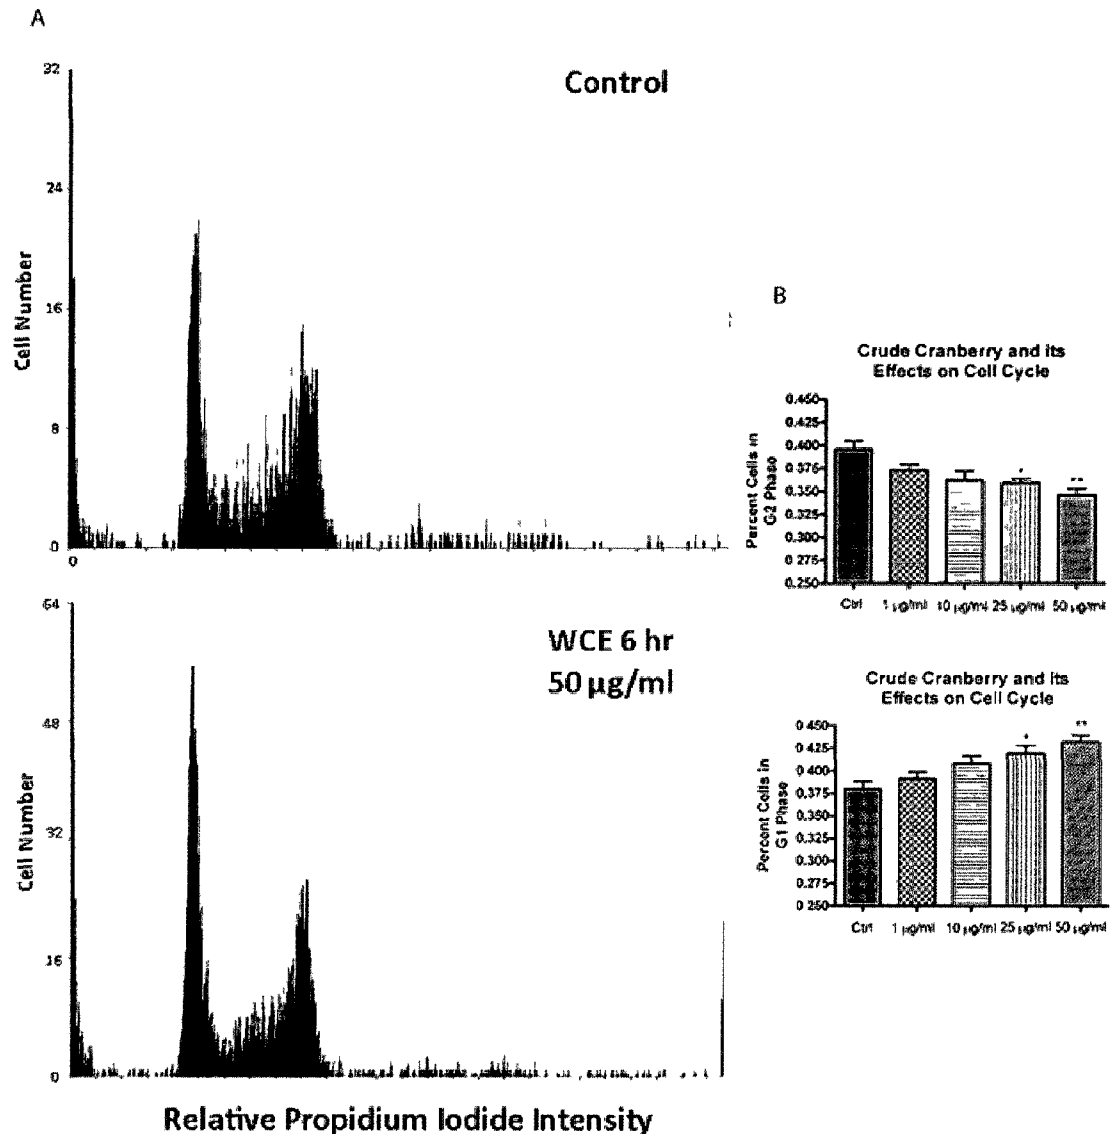 A
Control
32
24
16
8
0
0
Cell Number
WCE 6 hr
50 µg/ml
64
48
32
16
0
Cell Number
Relative Propidium Iodide Intensity
B
Crude Cranberry and its
Effects on Cell Cycle
Percent Cells in
G2 Phase
0.450
0.425
0.400
0.375
0.350
0.325
0.300
0.275
0.250
* **
Ctrl 1 µg/ml 10 µg/ml 25 µg/ml 50 µg/ml
Crude Cranberry and its
Effects on Cell Cycle
Percent Cells in
G1 Phase
0.450
0.425
0.400
0.375
0.350
0.325
0.300
0.275
0.250
* **
Ctrl 1 µg/ml 10 µg/ml 25 µg/ml 50 µg/ml